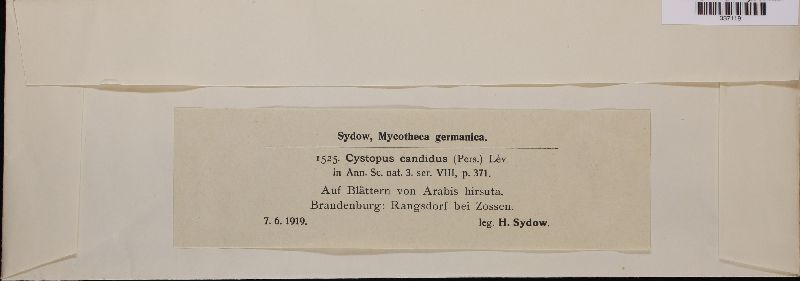 337119
Sydow, Mycotheca germanica.
1525. Cystopus candidus (Pers.) Lév
in Ann. Sc. nat. 3. ser. VIII, p. 371.
Auf Blättern von Arabis hirsuta.
Brandenburg: Rangsdorf bei Zossen.
7. 6. 1919. leg. H. Sydow.